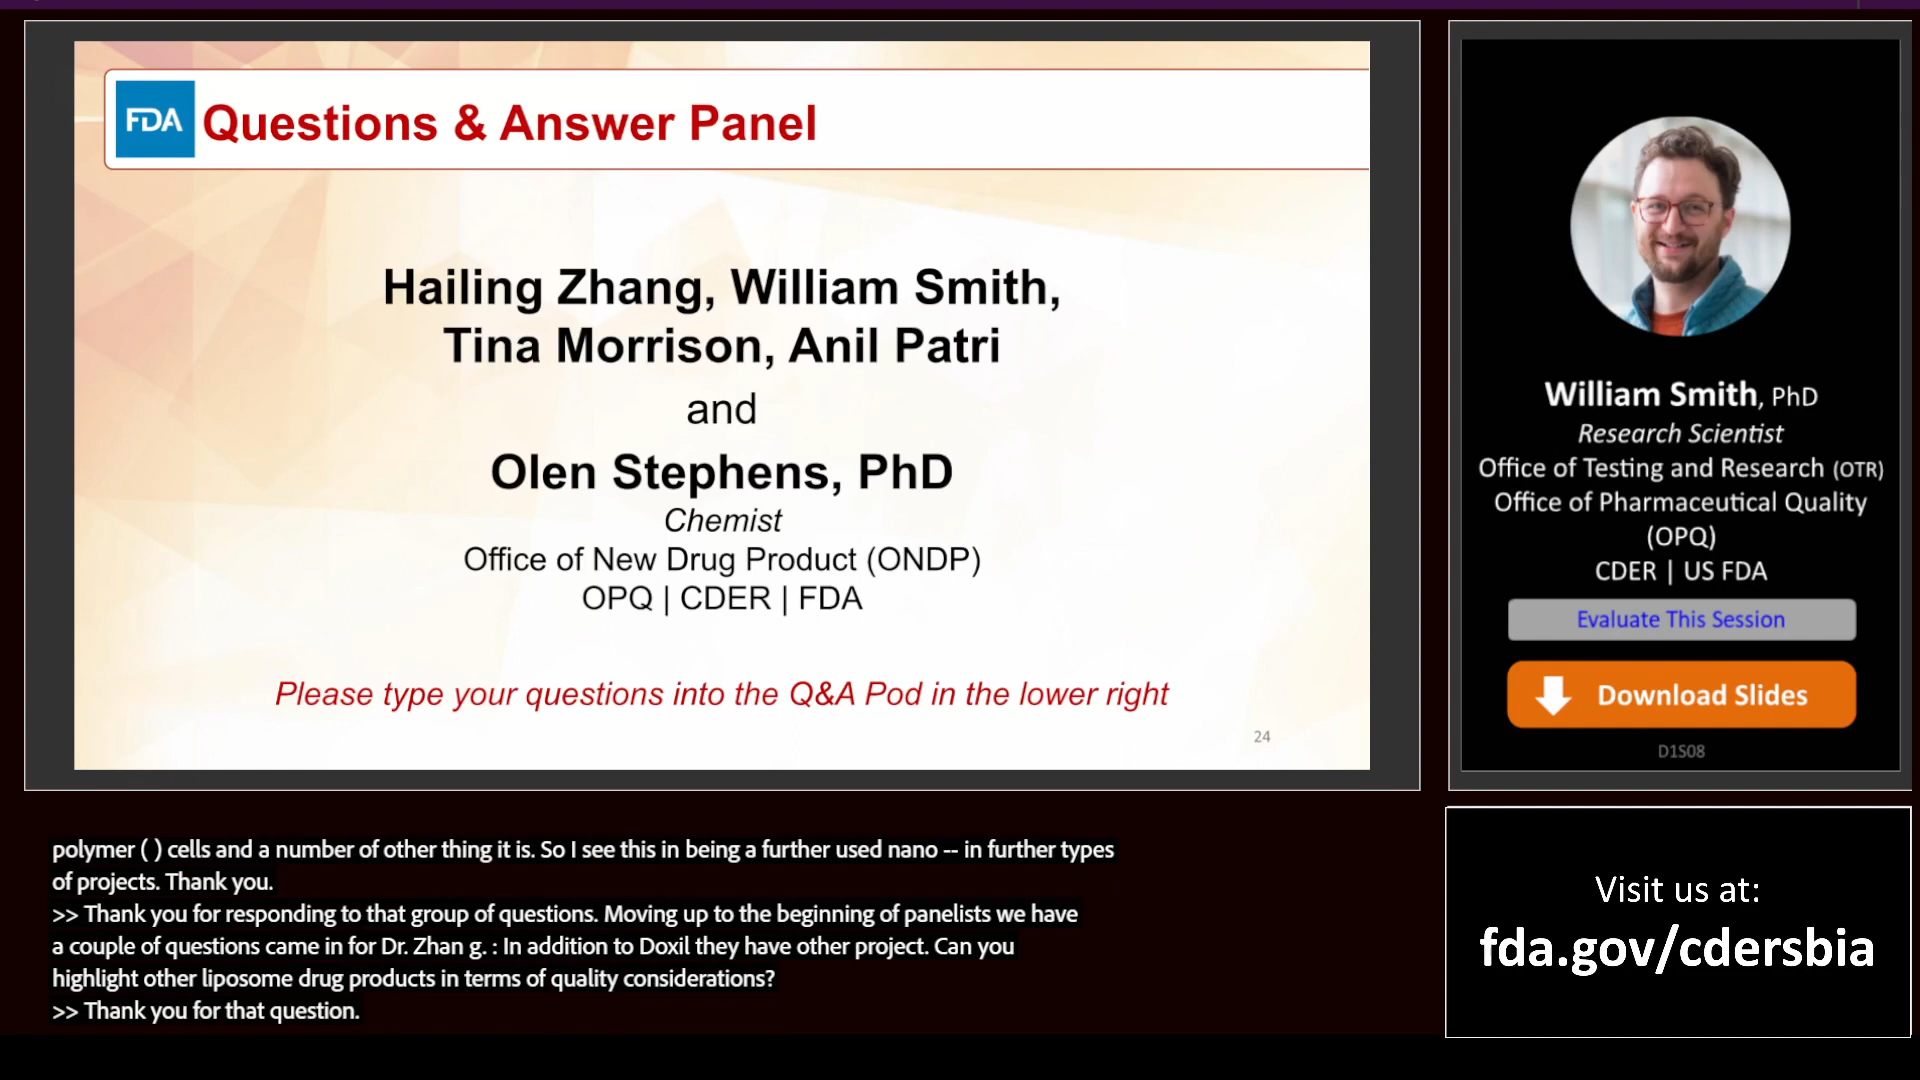 FDA
Questions & Answer Panel
Hailing Zhang, William Smith,
Tina Morrison, Anil Patri
and
Olen Stephens, PhD
Chemist
Office of New Drug Product (ONDP)
OPQ | CDER | FDA
Please type your questions into the Q&A Pod in the lower right
24
William Smith, PhD
Research Scientist
Office of Testing and Research (OTR)
Office of Pharmaceutical Quality
(OPQ)
CDER | US FDA
Evaluate This Session
Download Slides
D1S08
polymer ( ) cells and a number of other thing it is. So I see this in being a further used nano -- in further types
of projects. Thank you.
>> Thank you for responding to that group of questions. Moving up to the beginning of panelists we have
a couple of questions came in for Dr. Zhan g. : In addition to Doxil they have other project. Can you
highlight other liposome drug products in terms of quality considerations?
>> Thank you for that question.
Visit us at:
fda.gov/cdersbia